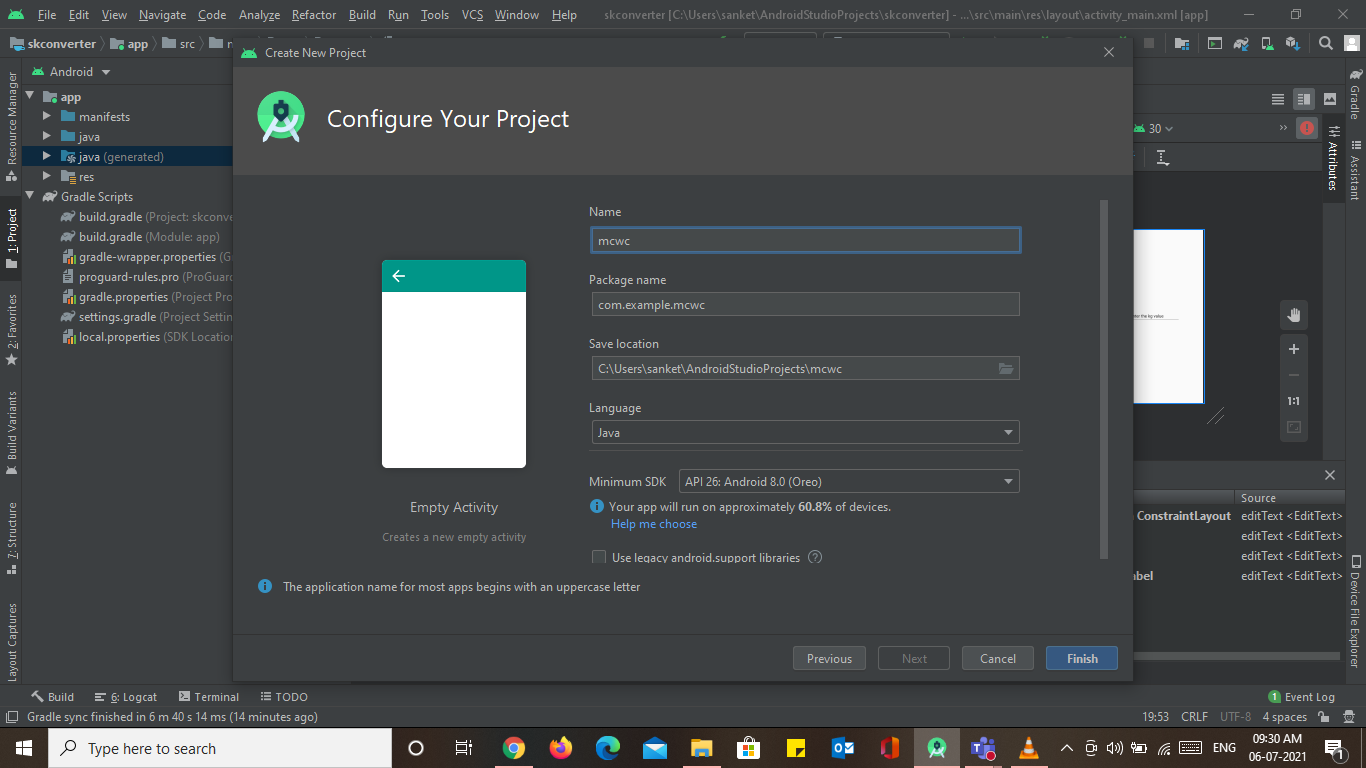 File Edit View Navigate Code Analyze Refactor Build Run Tools VCS Window Help skconverter [C:\Users\sanket\AndroidStudioProjects\skconverter] - ...\src\main\res\layout\activity_main.xml [app]
skconverter app src
Create New Project
Configure Your Project
Android
app
manifests
java
java (generated)
res
Gradle Scripts
build.gradle (Project: skconve
build.gradle (Module: app)
gradle-wrapper.properties (G
proguard-rules.pro (ProGuar
gradle.properties (Project Pro
settings.gradle (Project Settin
local.properties (SDK Locatio
Resource Manager
1: Project
2: Favorites
Build Variants
7: Structure
Layout Captures
Empty Activity
Creates a new empty activity
Name
mcwc
Package name
com.example.mcwc
Save location
C:\Users\sanket\AndroidStudioProjects\mcwc
Language
Java
Minimum SDK API 26: Android 8.0 (Oreo)
Your app will run on approximately 60.8% of devices.
Help me choose
Use legacy android.support libraries ?
The application name for most apps begins with an uppercase letter
Previous Next Cancel Finish
30
Attributes
Gradle
Assistant
Device File Explorer
ter the kg value
1:1
Source
ConstraintLayout editText <EditText>
editText <EditText>
editText <EditText>
abel editText <EditText>
Build 6: Logcat Terminal TODO 1 Event Log
Gradle sync finished in 6 m 40 s 14 ms (14 minutes ago) 19:53 CRLF UTF-8 4 spaces
Type here to search ENG 09:30 AM
06-07-2021 1